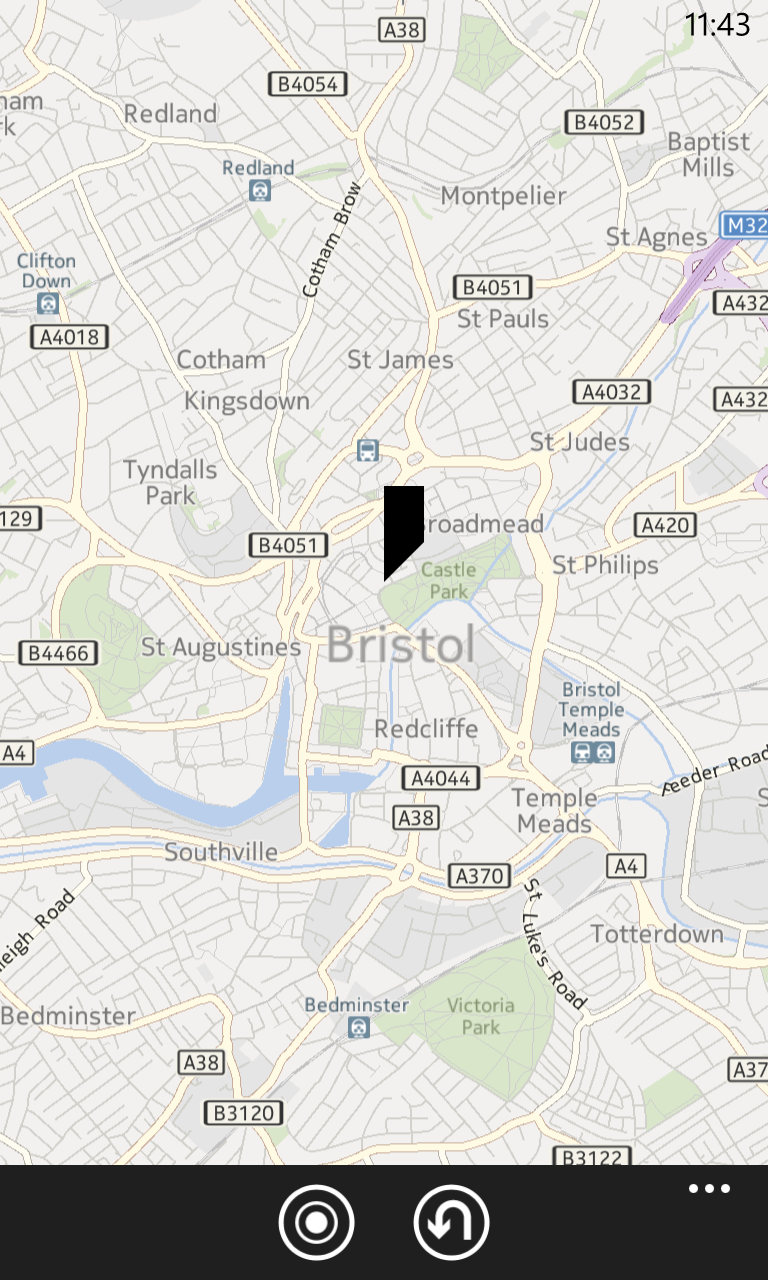 11:43
A38
B4054
Redland
B4052
Baptist
Mills
Redland
Montpelier
Cotham Brow
M32
St Agnes
Clifton
Down
B4051
A432
St Pauls
A4018
Cotham
St James
Kingsdown
A4032
A432
St Judes
Tyndalls
Park
129
Broadmead
A420
B4051
St Philips
Castle
Park
B4466
St Augustines
Bristol
Bristol
Temple
Meads
Redcliffe
A4
A4044
Feeder Road
Temple
Meads
A38
Southville
A4
A370
St Luke's Road
leigh Road
Totterdown
Bedminster
Bedminster
Victoria
Park
A38
A37
B3120
B3122